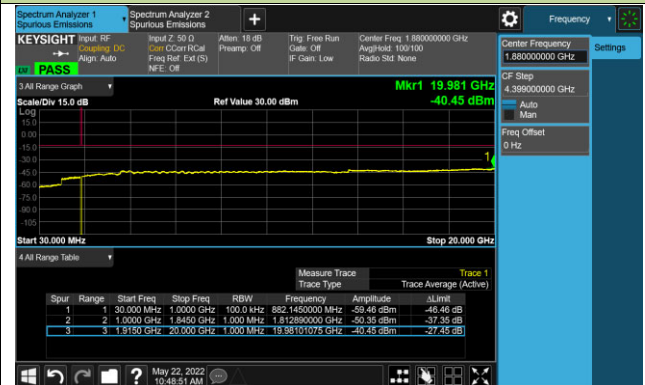 Spectrum Analyzer 1
Spurious Emissions
Spectrum Analyzer 2
Spurious Emissions
Frequency
KEYSIGHT
Input: RF
Coupling: DC
Align: Auto
Input Z: 50 Ω
Corr CCorr RCal
Freq Ref: Ext (S)
NFE: Off
Atten: 18 dB
Preamp: Off
Trig: Free Run
Gate: Off
IF Gain: Low
Center Freq: 1.880000000 GHz
Avg|Hold: 100/100
Radio Std: None
PASS
Center Frequency
1.880000000 GHz
Settings
CF Step
4.399000000 GHz
Auto
Man
Freq Offset
0 Hz
3 All Range Graph
Mkr1 19.981 GHz
Scale/Div 15.0 dB
Ref Value 30.00 dBm
-40.45 dBm
Log
15.0
0.00
-15.0
-30.0
-45.0
-60.0
-75.0
-90.0
-105
1
Start 30.000 MHz
Stop 20.000 GHz
4 All Range Table
Measure Trace Trace 1
Trace Type Trace Average (Active)
Spur Range Start Freq Stop Freq RBW Frequency Amplitude ΔLimit
1 1 30.000 MHz 1.0000 GHz 100.0 kHz 882.1450000 MHz -59.46 dBm -46.46 dB
2 2 1.0000 GHz 1.8450 GHz 1.000 MHz 1.812890000 GHz -50.35 dBm -37.35 dB
3 3 1.9150 GHz 20.000 GHz 1.000 MHz 19.98101075 GHz -40.45 dBm -27.45 dB
?
May 22, 2022
10:48:51 AM